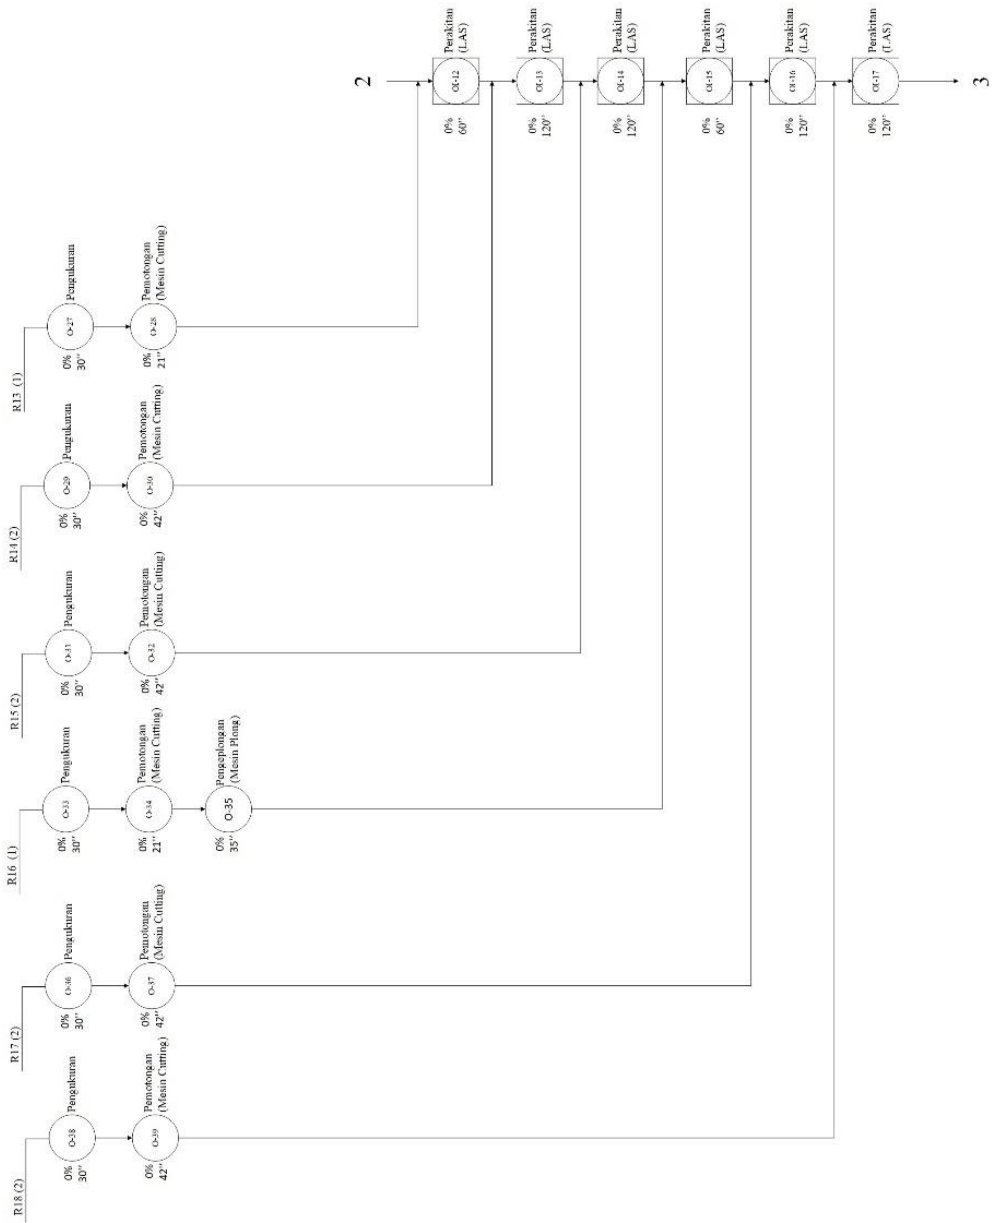 R18 (2)
0%
30''
O-38
Pengukuran
0%
42''
O-39
Pemotongan
(Mesin Cutting)
R17 (2)
0%
30''
O-36
Pengukuran
0%
42''
O-37
Pemotongan
(Mesin Cutting)
R16 (1)
0%
30''
O-33
Pengukuran
0%
21''
O-34
Pemotongan
(Mesin Cutting)
0%
35''
O-35
Pengeplongan
(Mesin Plong)
R15 (2)
0%
30''
O-31
Pengukuran
0%
42''
O-32
Pemotongan
(Mesin Cutting)
R14 (2)
0%
30''
O-29
Pengukuran
0%
42''
O-30
Pemotongan
(Mesin Cutting)
R13 (1)
0%
30''
O-27
Pengukuran
0%
21''
O-28
Pemotongan
(Mesin Cutting)
2
0%
60''
OI-12
Perakitan
(LAS)
0%
120''
OI-13
Perakitan
(LAS)
0%
120''
OI-14
Perakitan
(LAS)
0%
60''
OI-15
Perakitan
(LAS)
0%
120''
OI-16
Perakitan
(LAS)
0%
120''
OI-17
Perakitan
(LAS)
3